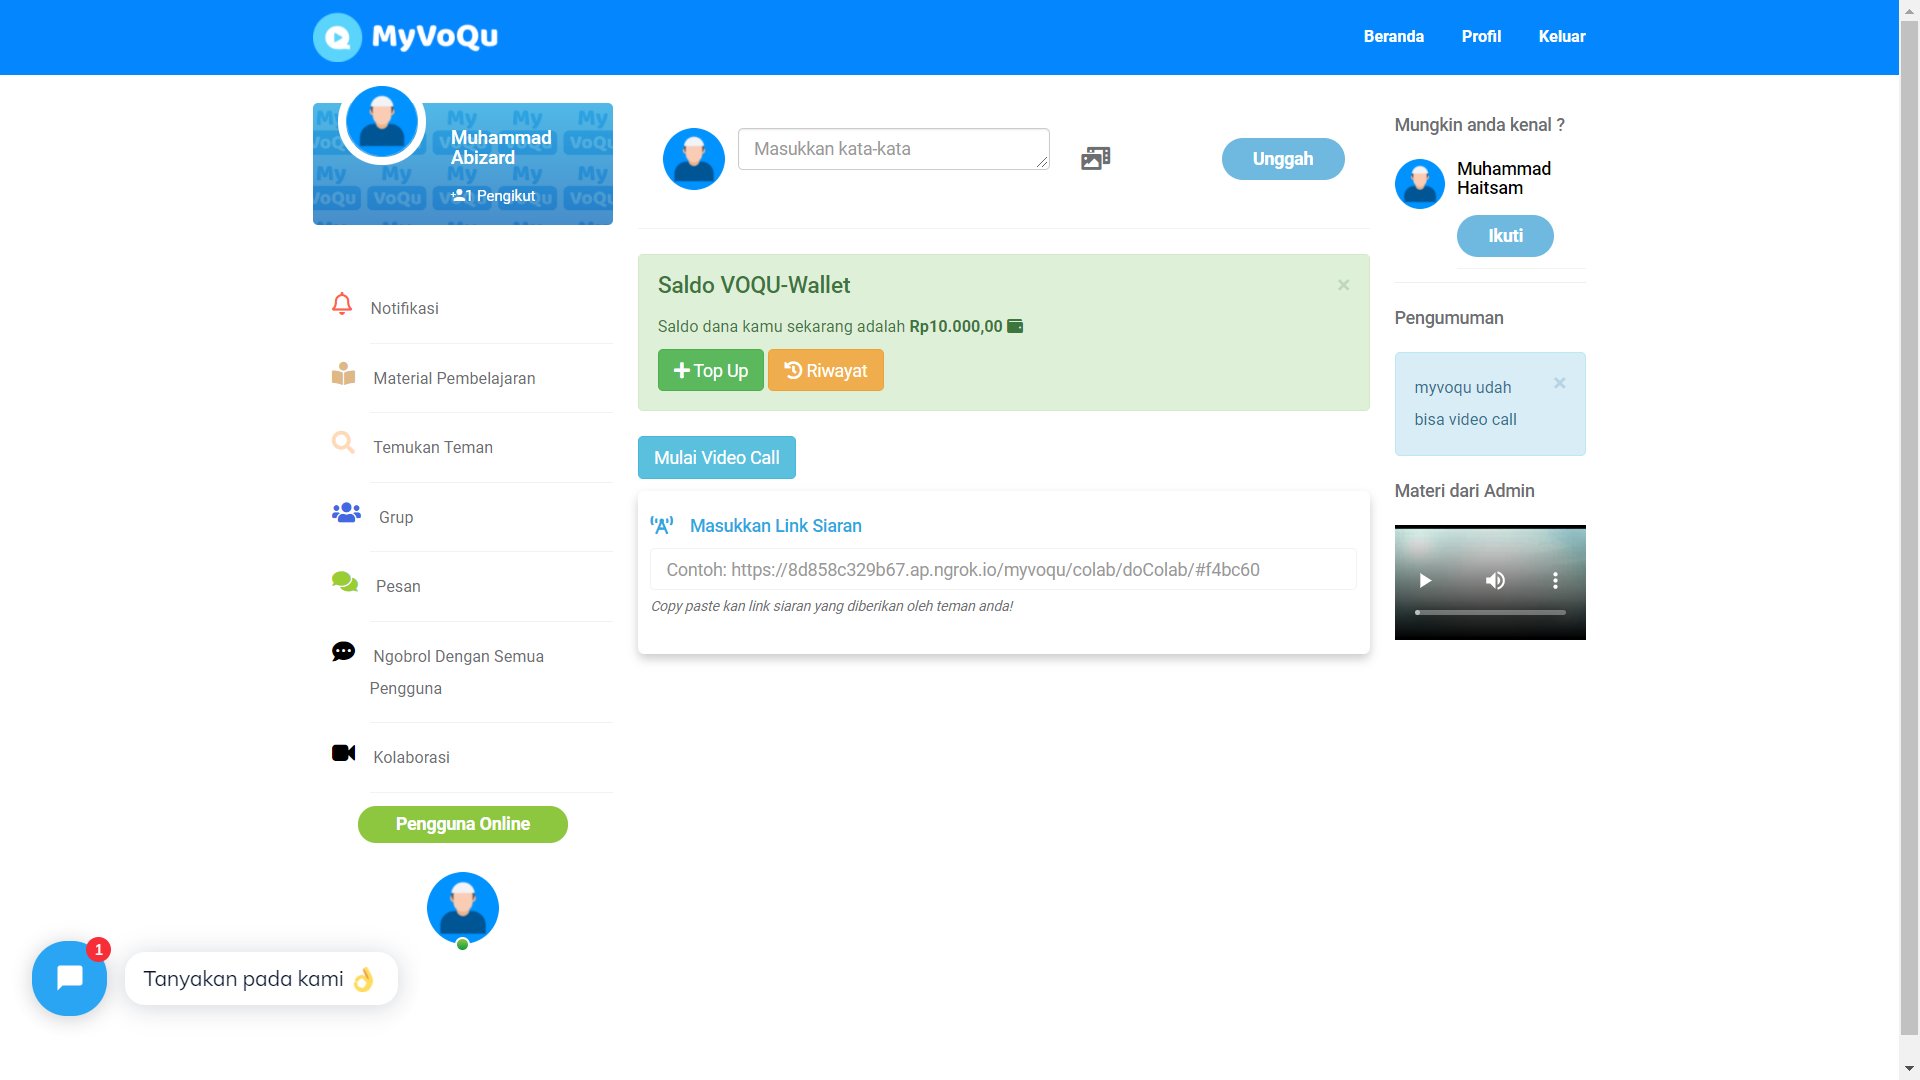 MyVoQu
Beranda
Profil
Keluar
Muhammad
Abizard
1 Pengikut
Notifikasi
Material Pembelajaran
Temukan Teman
Grup
Pesan
Ngobrol Dengan Semua
Pengguna
Kolaborasi
Pengguna Online
1
Tanyakan pada kami 👌
Masukkan kata-kata
Unggah
Saldo VOQU-Wallet
×
Saldo dana kamu sekarang adalah Rp10.000,00
Top Up
Riwayat
Mulai Video Call
Masukkan Link Siaran
Contoh: https://8d858c329b67.ap.ngrok.io/myvoqu/colab/doColab/#f4bc60
Copy paste kan link siaran yang diberikan oleh teman anda!
Mungkin anda kenal ?
Muhammad
Haitsam
Ikuti
Pengumuman
myvoqu udah
×
bisa video call
Materi dari Admin